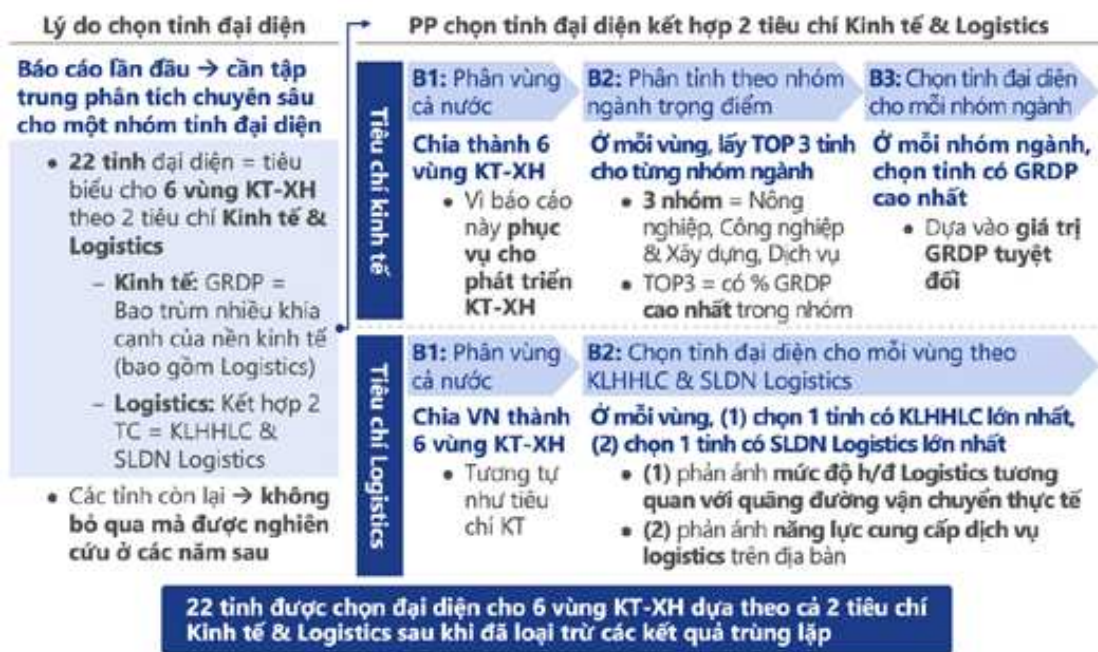 Lý do chọn tỉnh đại diện
Báo cáo lần đầu → cần tập
trung phân tích chuyên sâu
cho một nhóm tỉnh đại diện
• 22 tỉnh đại diện = tiêu
biểu cho 6 vùng KT-XH
theo 2 tiêu chí Kinh tế &
Logistics
– Kinh tế: GRDP =
Bao trùm nhiều khía
cạnh của nền kinh tế
(bao gồm Logistics)
– Logistics: Kết hợp 2
TC = KLHHLC &
SLDN Logistics
• Các tỉnh còn lại → không
bỏ qua mà được nghiên
cứu ở các năm sau
PP chọn tỉnh đại diện kết hợp 2 tiêu chí Kinh tế & Logistics
Tiêu chí kinh tế
B1: Phân vùng
cả nước
Chia thành 6
vùng KT-XH
• Vì báo cáo
này phục
vụ cho
phát triển
KT-XH
B2: Phân tỉnh theo nhóm
ngành trọng điểm
Ở mỗi vùng, lấy TOP 3 tỉnh
cho từng nhóm ngành
• 3 nhóm = Nông
nghiệp, Công nghiệp
& Xây dựng, Dịch vụ
• TOP3 = có % GRDP
cao nhất trong nhóm
B3: Chọn tỉnh đại diện
cho mỗi nhóm ngành
Ở mỗi nhóm ngành,
chọn tỉnh có GRDP
cao nhất
• Dựa vào giá trị
GRDP tuyệt
đối
Tiêu chí Logistics
B1: Phân vùng
cả nước
Chia VN thành
6 vùng KT-XH
• Tương tự
như tiêu
chí KT
B2: Chọn tỉnh đại diện cho mỗi vùng theo
KLHHLC & SLDN Logistics
Ở mỗi vùng, (1) chọn 1 tỉnh có KLHHLC lớn nhất,
(2) chọn 1 tỉnh có SLDN Logistics lớn nhất
• (1) phản ánh mức độ h/đ Logistics tương
quan với quãng đường vận chuyển thực tế
• (2) phản ánh năng lực cung cấp dịch vụ
logistics trên địa bàn
22 tỉnh được chọn đại diện cho 6 vùng KT-XH dựa theo cả 2 tiêu chí
Kinh tế & Logistics sau khi đã loại trừ các kết quả trùng lặp